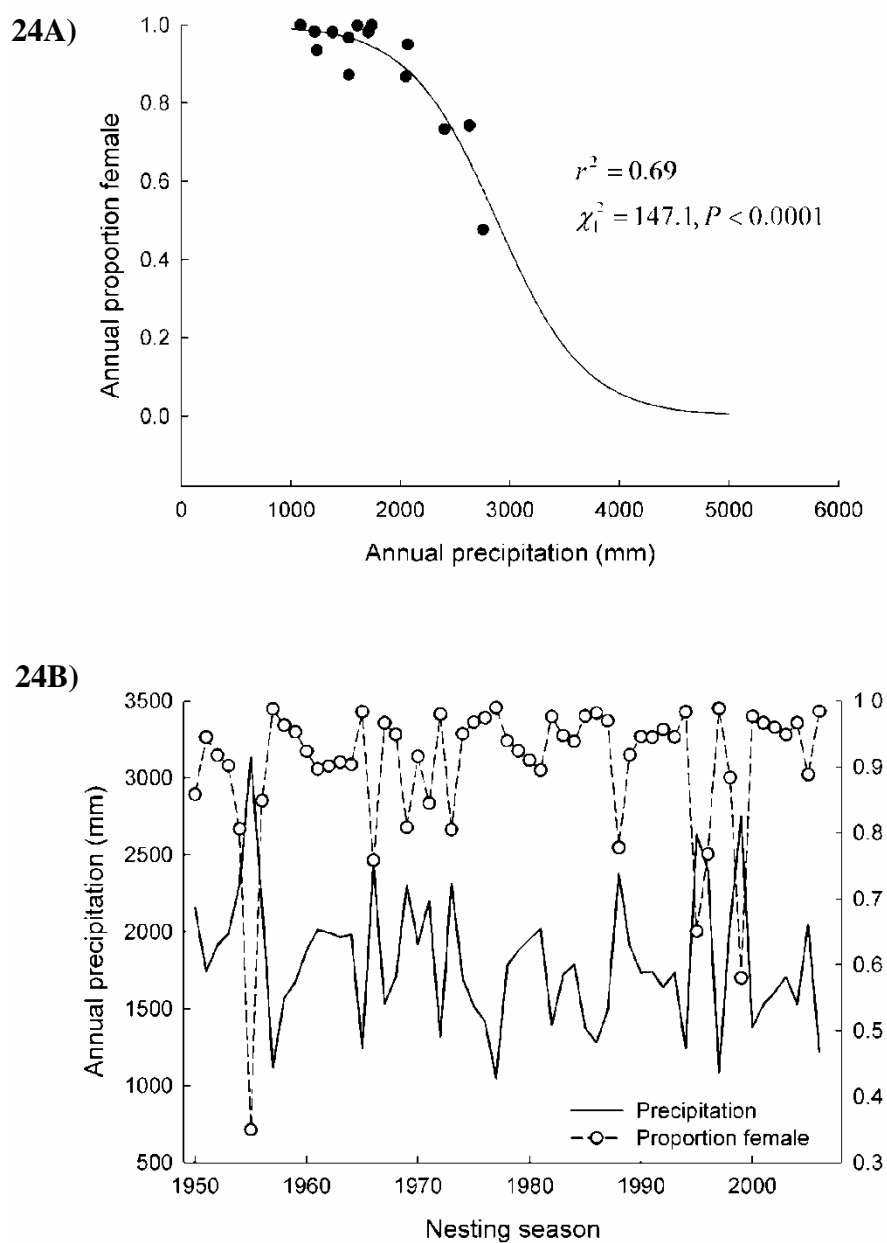 24A)
1.0
0.8
0.6
0.4
0.2
0.0
Annual proportion female
r² = 0.69
χ₁² = 147.1, P < 0.0001
0 1000 2000 3000 4000 5000 6000
Annual precipitation (mm)
24B)
3500
3000
2500
2000
1500
1000
500
Annual precipitation (mm)
1.0
0.9
0.8
0.7
0.6
0.5
0.4
0.3
Precipitation
Proportion female
1950 1960 1970 1980 1990 2000
Nesting season